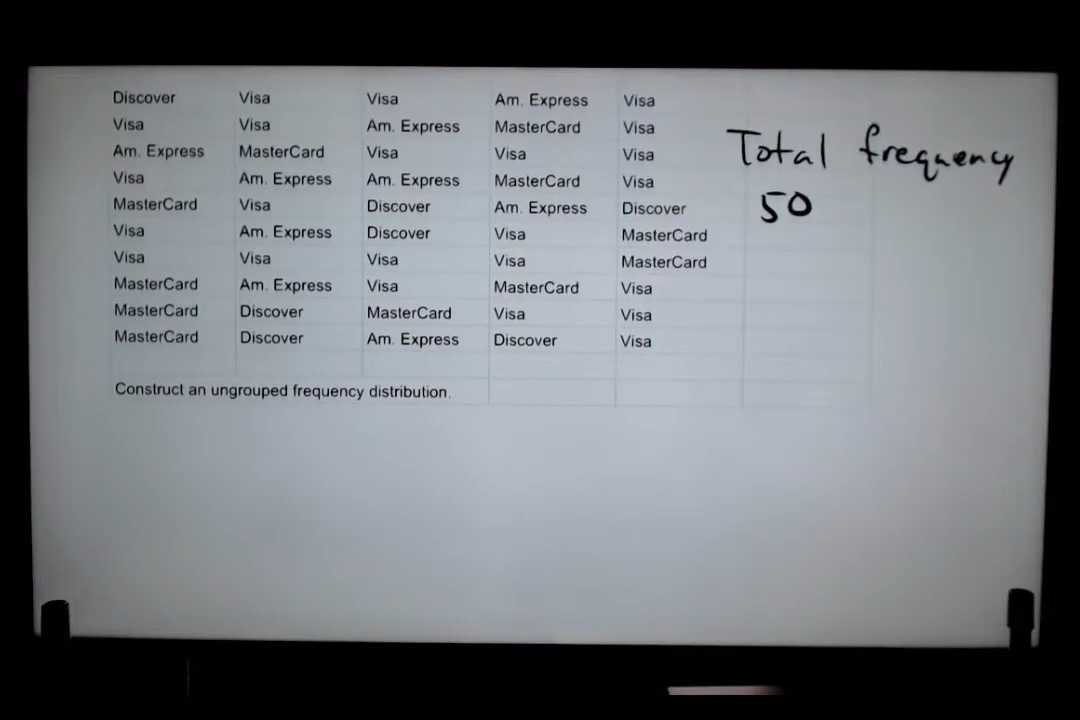 Discover Visa Visa Am. Express Visa
Visa Visa Am. Express MasterCard Visa
Am. Express MasterCard Visa Visa Visa
Visa Am. Express Am. Express MasterCard Visa
MasterCard Visa Discover Am. Express Discover
Visa Am. Express Discover Visa MasterCard
Visa Visa Visa Visa MasterCard
MasterCard Am. Express Visa MasterCard Visa
MasterCard Discover MasterCard Visa Visa
MasterCard Discover Am. Express Discover Visa
Construct an ungrouped frequency distribution.
Total frequency
50